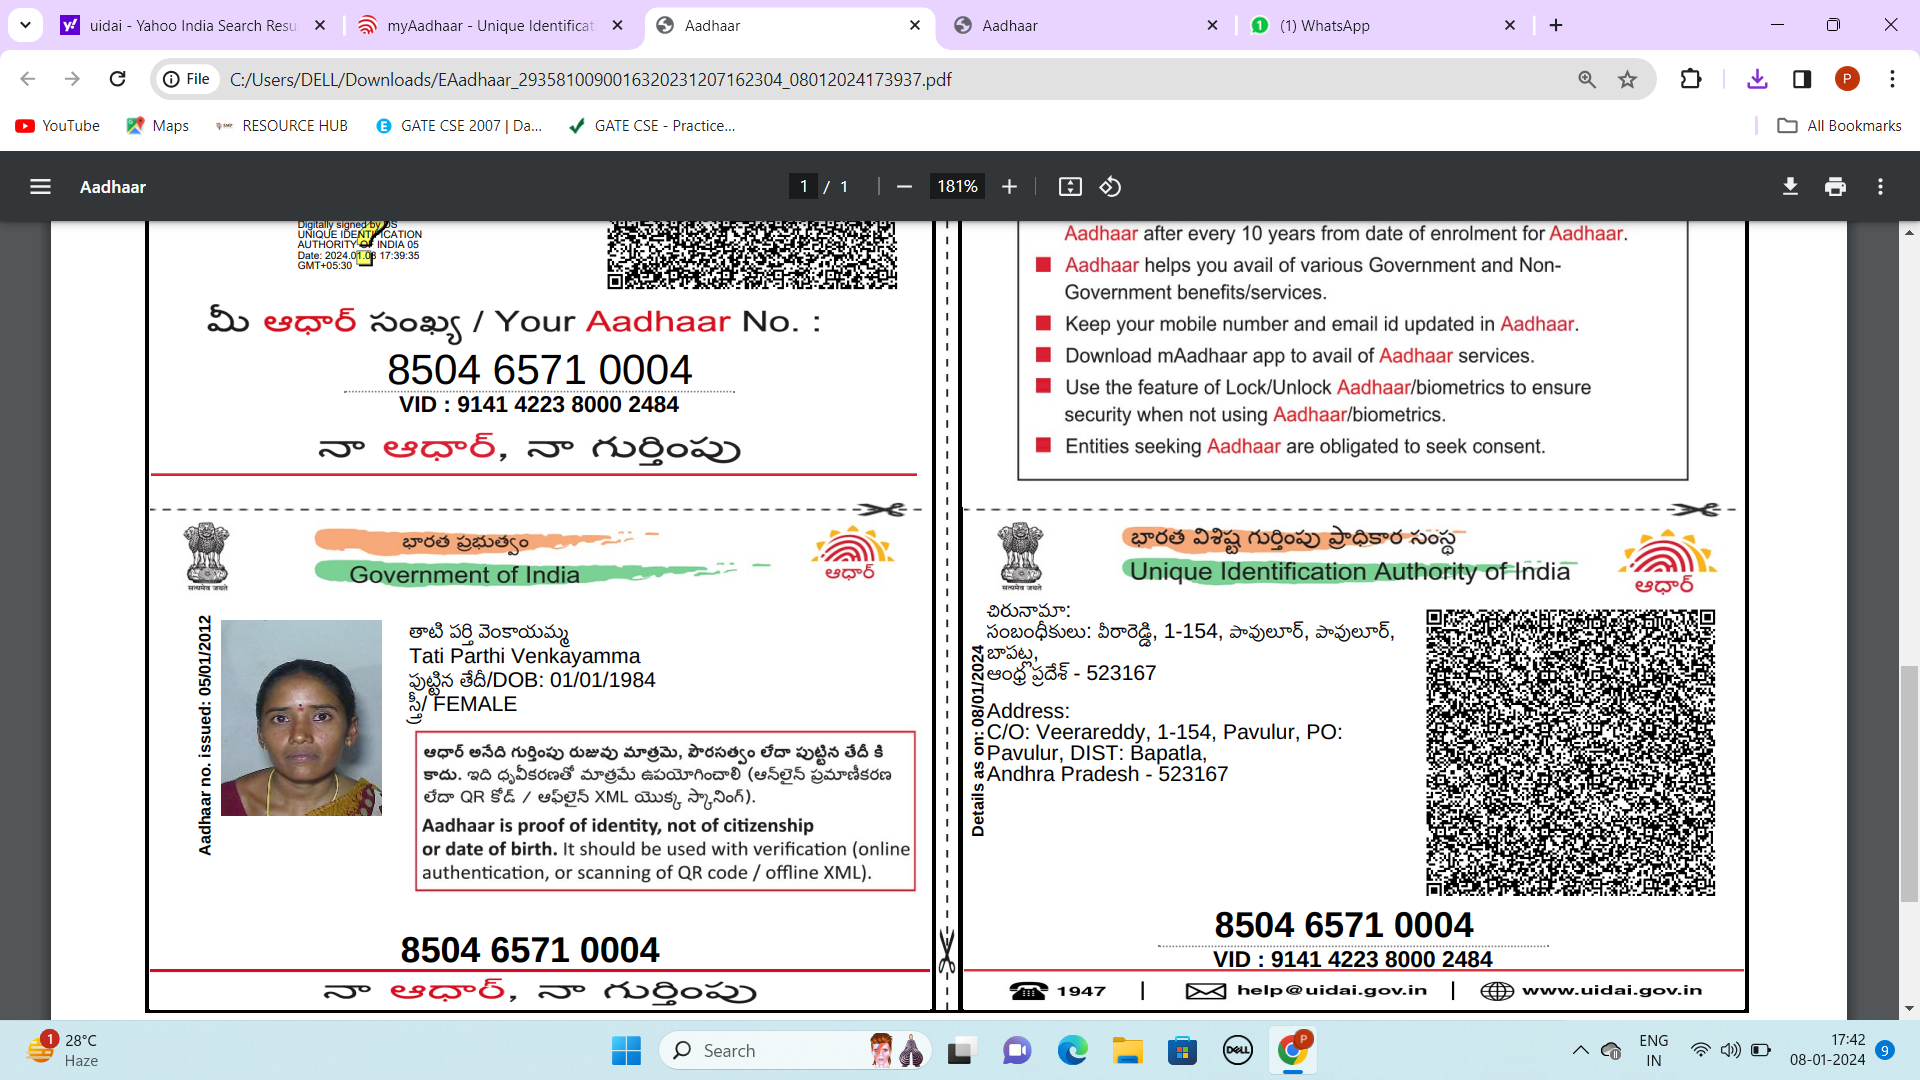 uidai - Yahoo India Search Resu
myAadhaar - Unique Identificat
Aadhaar
Aadhaar
(1) WhatsApp
File
C:/Users/DELL/Downloads/EAadhaar_2935810090016320231207162304_08012024173937.pdf
P
YouTube
Maps
RESOURCE HUB
GATE CSE 2007 | Da...
GATE CSE - Practice...
All Bookmarks
Aadhaar
1 / 1
181%
Digitally signed by DS
UNIQUE IDENTIFICATION
AUTHORITY OF INDIA 05
Date: 2024.01.08 17:39:35
GMT+05:30
మీ ఆధార్ సంఖ్య / Your Aadhaar No. :
8504 6571 0004
VID : 9141 4223 8000 2484
నా ఆధార్, నా గుర్తింపు
Aadhaar after every 10 years from date of enrolment for Aadhaar.
Aadhaar helps you avail of various Government and Non-
Government benefits/services.
Keep your mobile number and email id updated in Aadhaar.
Download mAadhaar app to avail of Aadhaar services.
Use the feature of Lock/Unlock Aadhaar/biometrics to ensure
security when not using Aadhaar/biometrics.
Entities seeking Aadhaar are obligated to seek consent.
భారత ప్రభుత్వం
Government of India
सत्यमेव जयते
ఆధార్
Aadhaar no. issued: 05/01/2012
తాటి పర్తి వెంకాయమ్మ
Tati Parthi Venkayamma
పుట్టిన తేదీ/DOB: 01/01/1984
స్త్రీ/ FEMALE
ఆధార్ అనేది గుర్తింపు రుజువు మాత్రమె, పౌరసత్వం లేదా పుట్టిన తేదీ కి
కాదు. ఇది ధృవీకరణతో మాత్రమే ఉపయోగించాలి (ఆన్‌లైన్ ప్రమాణీకరణ
లేదా QR కోడ్ / ఆఫ్‌లైన్ XML యొక్క స్కానింగ్).
Aadhaar is proof of identity, not of citizenship
or date of birth. It should be used with verification (online
authentication, or scanning of QR code / offline XML).
8504 6571 0004
నా ఆధార్, నా గుర్తింపు
భారత విశిష్ట గుర్తింపు ప్రాధికార సంస్థ
Unique Identification Authority of India
सत्यमेव जयते
ఆధార్
Details as on: 08/01/2024
చిరునామా:
సంబంధీకులు: వీరారెడ్డి, 1-154, పావులూర్, పావులూర్,
బాపట్ల,
ఆంధ్ర ప్రదేశ్ - 523167
Address:
C/O: Veerareddy, 1-154, Pavulur, PO:
Pavulur, DIST: Bapatla,
Andhra Pradesh - 523167
8504 6571 0004
VID : 9141 4223 8000 2484
1947 | help@uidai.gov.in | www.uidai.gov.in
1
28°C
Haze
Search
DELL
P
ENG
IN
17:42
08-01-2024
9